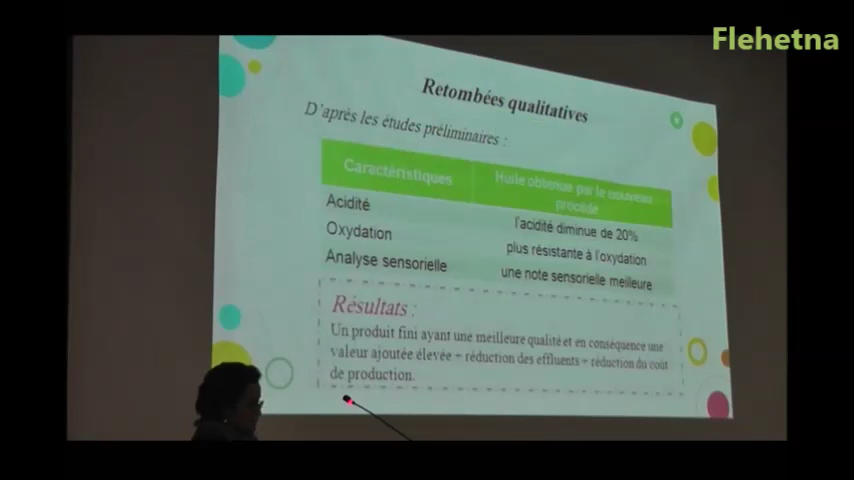 Flehetna
Retombées qualitatives
D'après les études préliminaires :
Caractéristiques
Huile obtenue par le nouveau
procédé
Acidité
l'acidité diminue de 20%
Oxydation
plus résistante à l'oxydation
Analyse sensorielle
une note sensorielle meilleure
Résultats :
Un produit fini ayant une meilleure qualité et en conséquence une
valeur ajoutée élevée + réduction des effluents + réduction du coût
de production.